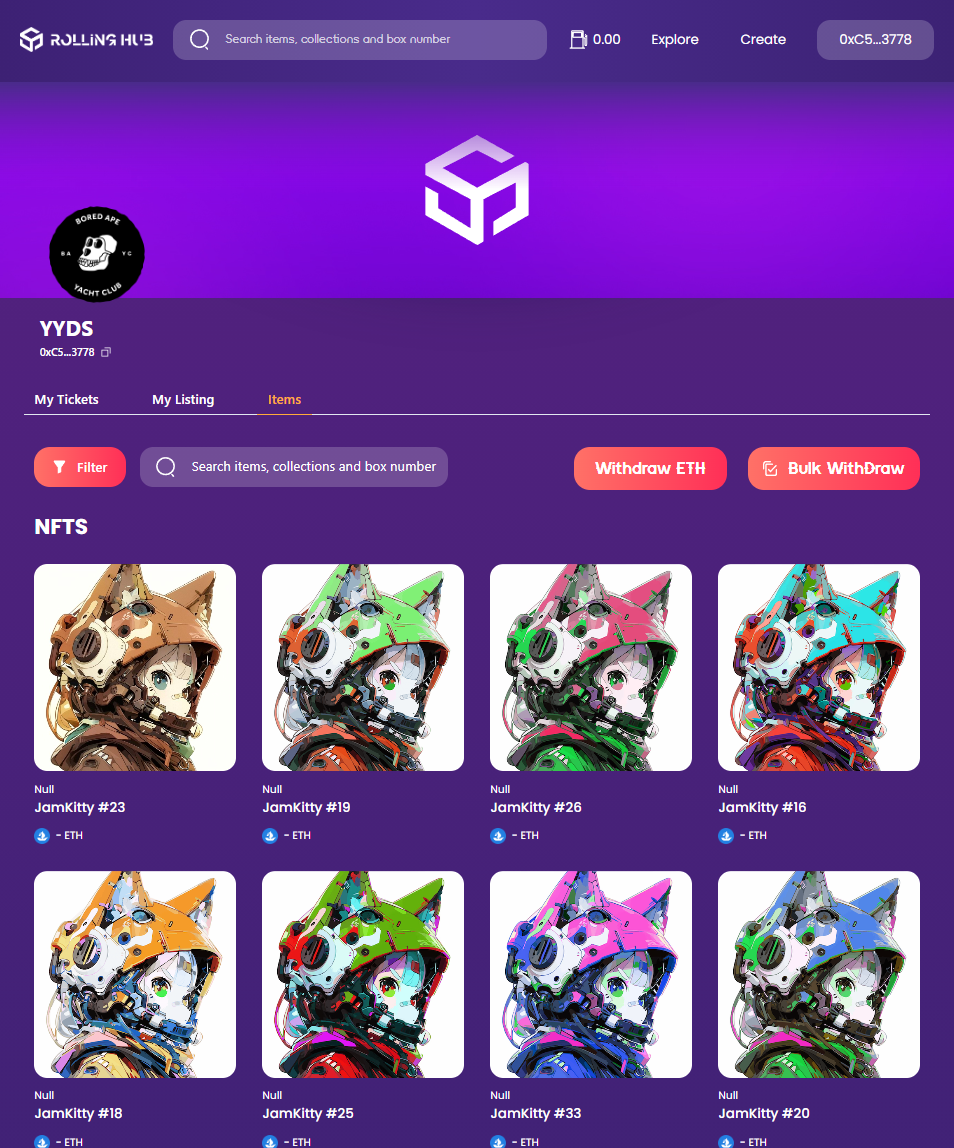 ROLLING HUB
Search items, collections and box number
0.00
Explore
Create
0xC5...3778
BORED APE
BA YC
YACHT CLUB
YYDS
0xC5...3778
My Tickets
My Listing
Items
Filter
Search items, collections and box number
Withdraw ETH
Bulk WithDraw
NFTS
Null
JamKitty #23
- ETH
Null
JamKitty #19
- ETH
Null
JamKitty #26
- ETH
Null
JamKitty #16
- ETH
Null
JamKitty #18
- ETH
Null
JamKitty #25
- ETH
Null
JamKitty #33
- ETH
Null
JamKitty #20
- ETH